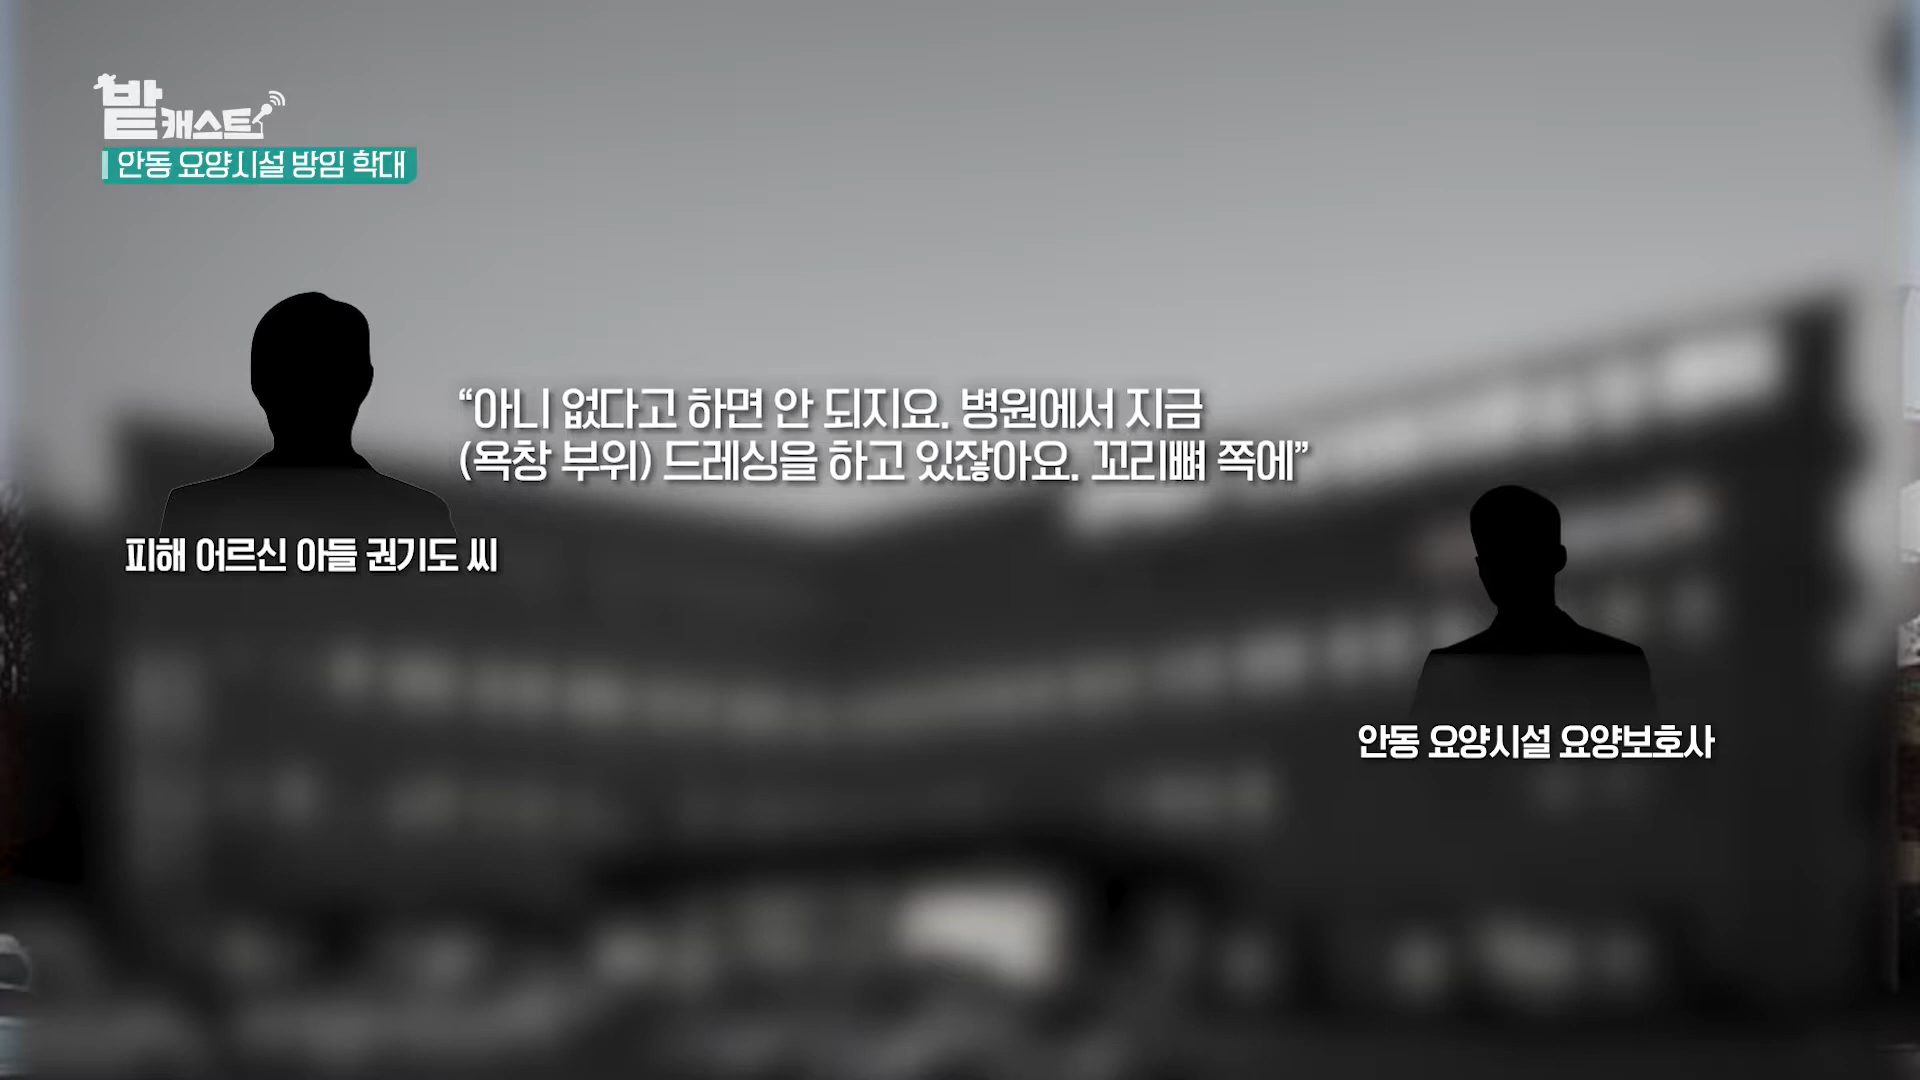 밭캐스트
안동 요양시설 방임 학대
“아니 없다고 하면 안 되지요. 병원에서 지금
(욕창 부위) 드레싱을 하고 있잖아요. 꼬리뼈 쪽에”
피해 어르신 아들 권기도 씨
안동 요양시설 요양보호사